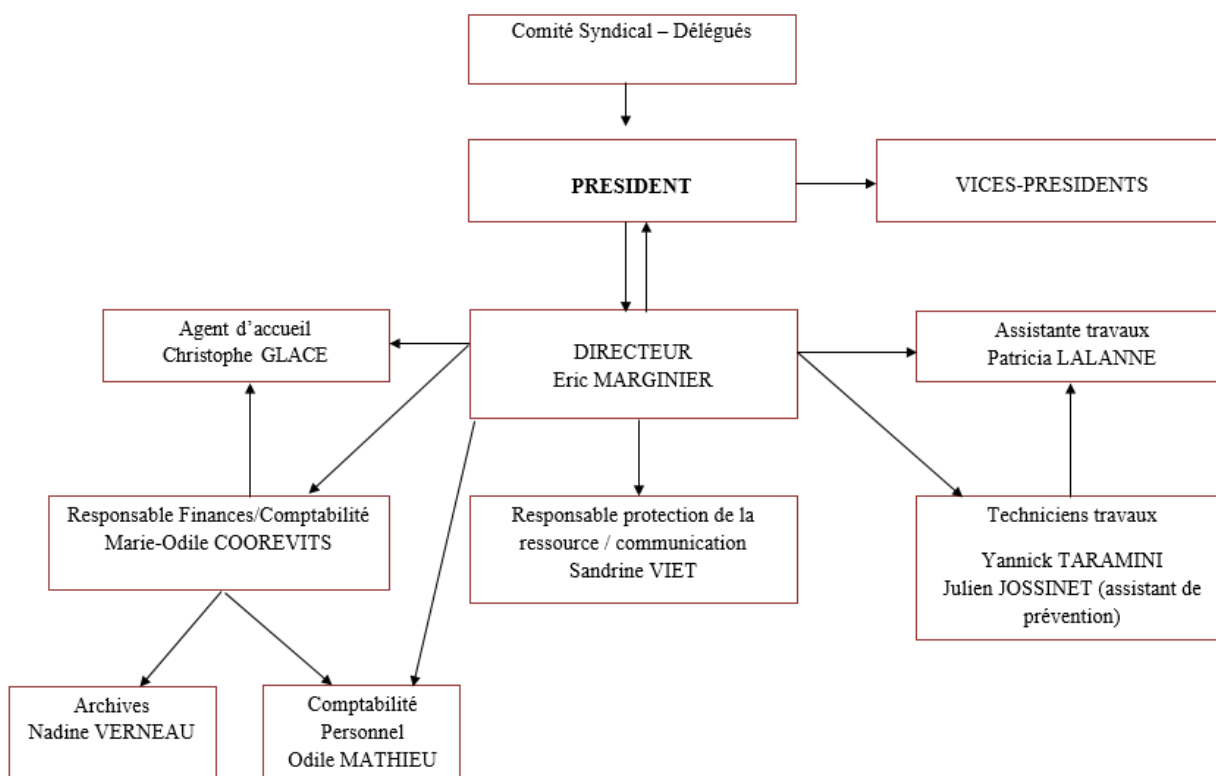 Comité Syndical – Délégués
PRESIDENT
VICES-PRESIDENTS
Agent d’accueil
Christophe GLACE
DIRECTEUR
Eric MARGINIER
Assistante travaux
Patricia LALANNE
Responsable Finances/Comptabilité
Marie-Odile COOREVITS
Responsable protection de la
ressource / communication
Sandrine VIET
Techniciens travaux
Yannick TARAMINI
Julien JOSSINET (assistant de
prévention)
Archives
Nadine VERNEAU
Comptabilité
Personnel
Odile MATHIEU